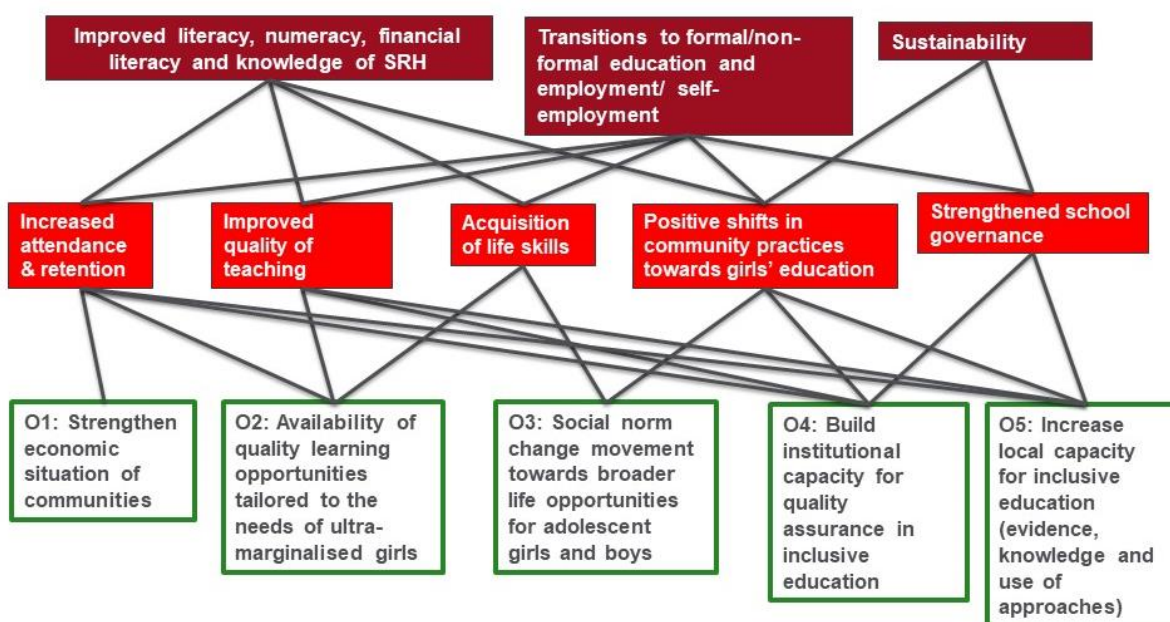 Improved literacy, numeracy, financial
literacy and knowledge of SRH
Transitions to formal/non-
formal education and
employment/ self-
employment
Sustainability
Increased
attendance
& retention
Improved
quality of
teaching
Acquisition
of life skills
Positive shifts in
community practices
towards girls’ education
Strengthened school
governance
O1: Strengthen
economic
situation of
communities
O2: Availability of
quality learning
opportunities
tailored to the
needs of ultra-
marginalised girls
O3: Social norm
change movement
towards broader
life opportunities
for adolescent
girls and boys
O4: Build
institutional
capacity for
quality
assurance in
inclusive
education
O5: Increase
local capacity
for inclusive
education
(evidence,
knowledge and
use of
approaches)